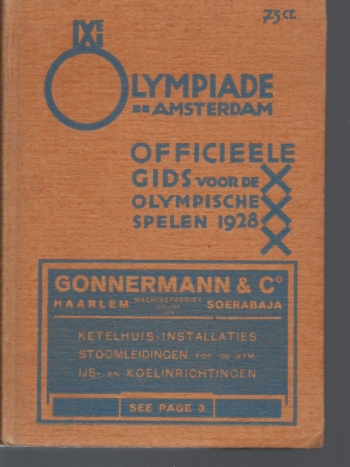 75 CT.
IXE
OLYMPIADE
AMSTERDAM
OFFICIEELE
GIDS VOOR DE
OLYMPISCHE
SPELEN 1928
XXX
GONNERMANN & Cº
HAARLEM MACHINEFABRIEK SOERABAJA
KETELHUIS-INSTALLATIES
STOOMLEIDINGEN TOT 100 ATM.
IJS- EN KOELINRICHTINGEN
SEE PAGE 3